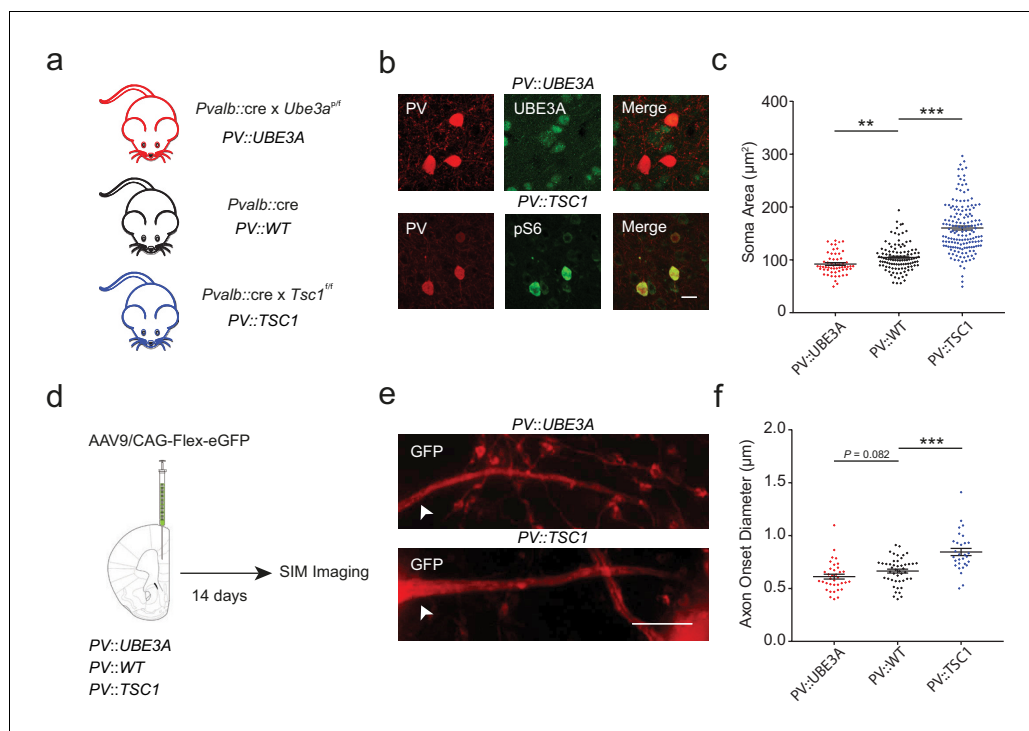 a
Pvalb::cre x Ube3a^p/f
PV::UBE3A
Pvalb::cre
PV::WT
Pvalb::cre x Tsc1^f/f
PV::TSC1
b
PV::UBE3A
PV
UBE3A
Merge
PV::TSC1
PV
pS6
Merge
c
**
***
Soma Area (µm²)
400
300
200
100
0
PV::UBE3A
PV::WT
PV::TSC1
d
AAV9/CAG-Flex-eGFP
SIM Imaging
14 days
PV::UBE3A
PV::WT
PV::TSC1
e
PV::UBE3A
GFP
PV::TSC1
GFP
f
P = 0.082
***
Axon Onset Diameter (µm)
2.0
1.5
1.0
0.5
0.0
PV::UBE3A
PV::WT
PV::TSC1